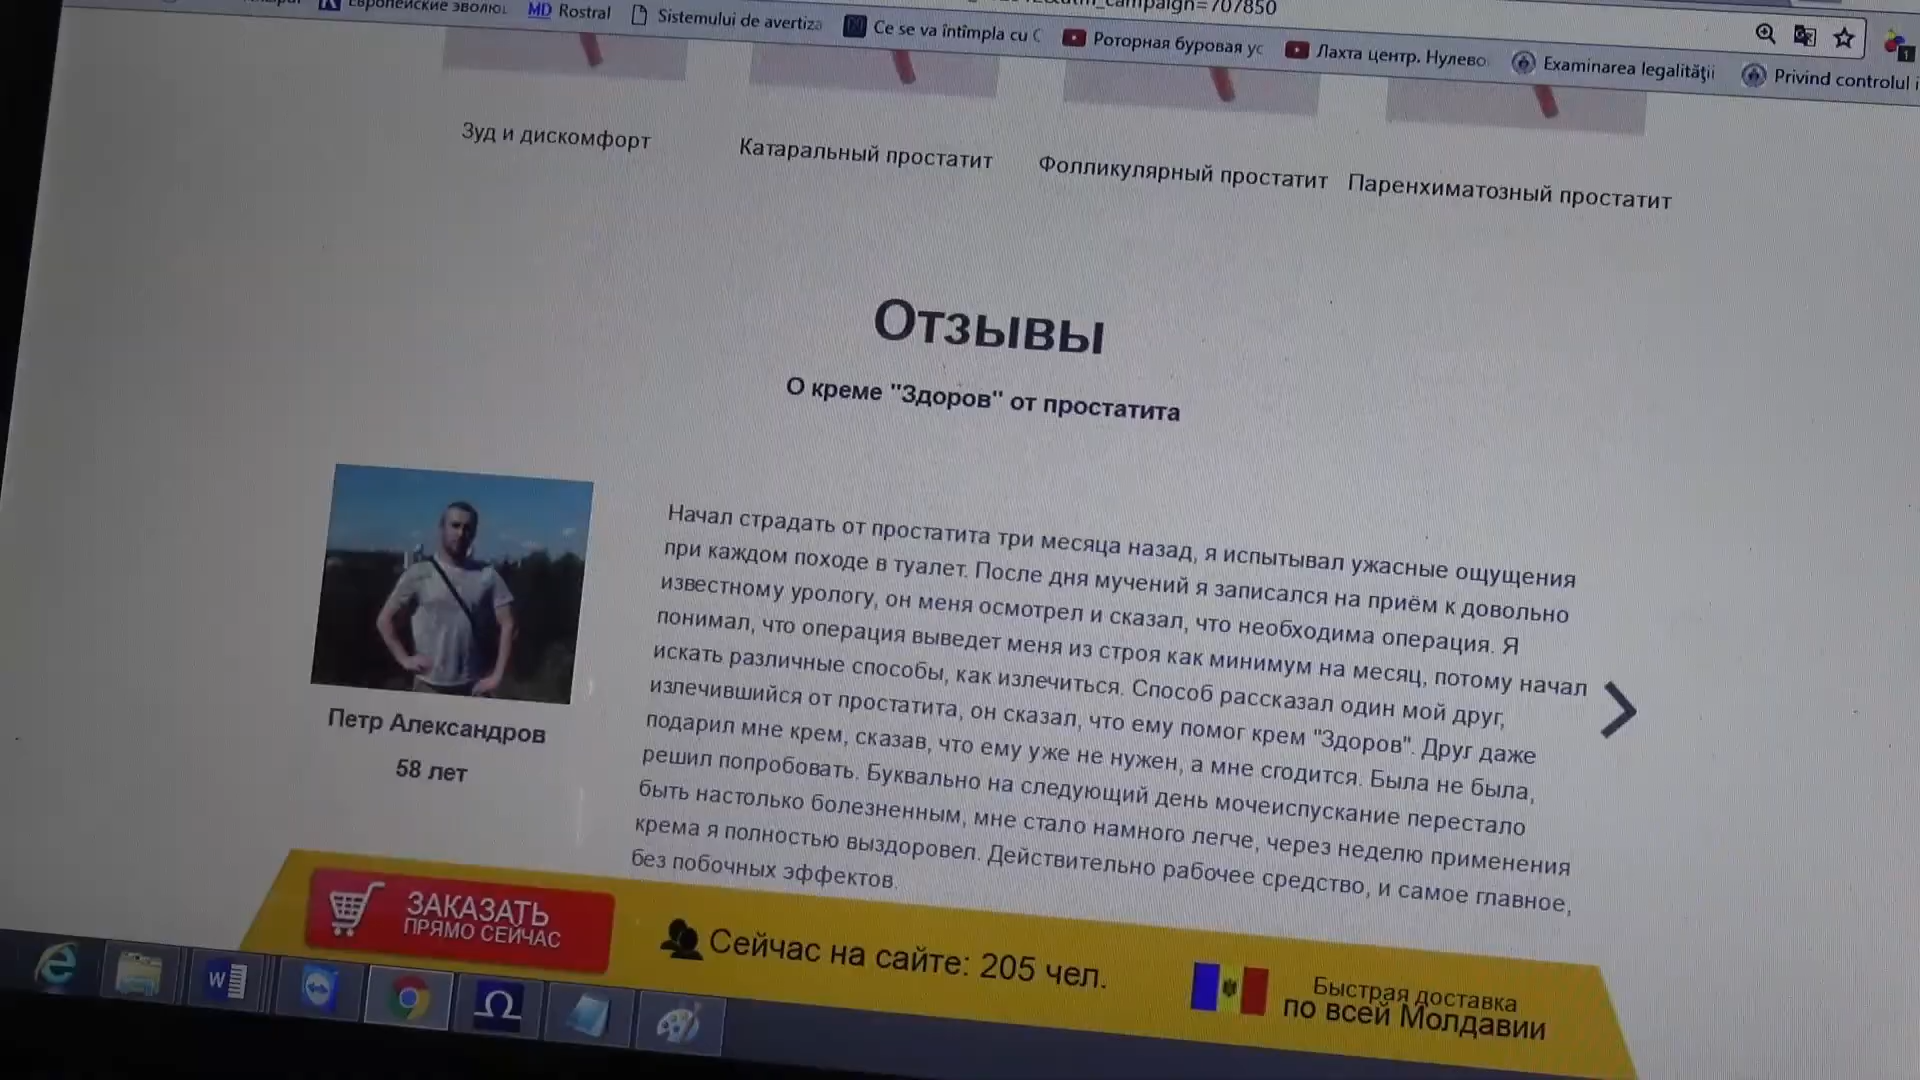 campaign=707850
Европейские эволюц
MD Rostral
Sistemului de avertiza
Ce se va întîmpla cu C
Роторная буровая ус
Лахта центр. Нулево
Examinarea legalităţii
Privind controlul i
1
Зуд и дискомфорт
Катаральный простатит
Фолликулярный простатит
Паренхиматозный простатит
Отзывы
О креме "Здоров" от простатита
Начал страдать от простатита три месяца назад, я испытывал ужасные ощущения
при каждом походе в туалет. После дня мучений я записался на приём к довольно
известному урологу, он меня осмотрел и сказал, что необходима операция. Я
понимал, что операция выведет меня из строя как минимум на месяц, потому начал
искать различные способы, как излечиться. Способ рассказал один мой друг,
излечившийся от простатита, он сказал, что ему помог крем "Здоров". Друг даже
подарил мне крем, сказав, что ему уже не нужен, а мне сгодится. Была не была,
решил попробовать. Буквально на следующий день мочеиспускание перестало
быть настолько болезненным, мне стало намного легче, через неделю применения
крема я полностью выздоровел. Действительно рабочее средство, и самое главное,
без побочных эффектов.
Петр Александров
58 лет
ЗАКАЗАТЬ
ПРЯМО СЕЙЧАС
Сейчас на сайте: 205 чел.
Быстрая доставка
по всей Молдавии